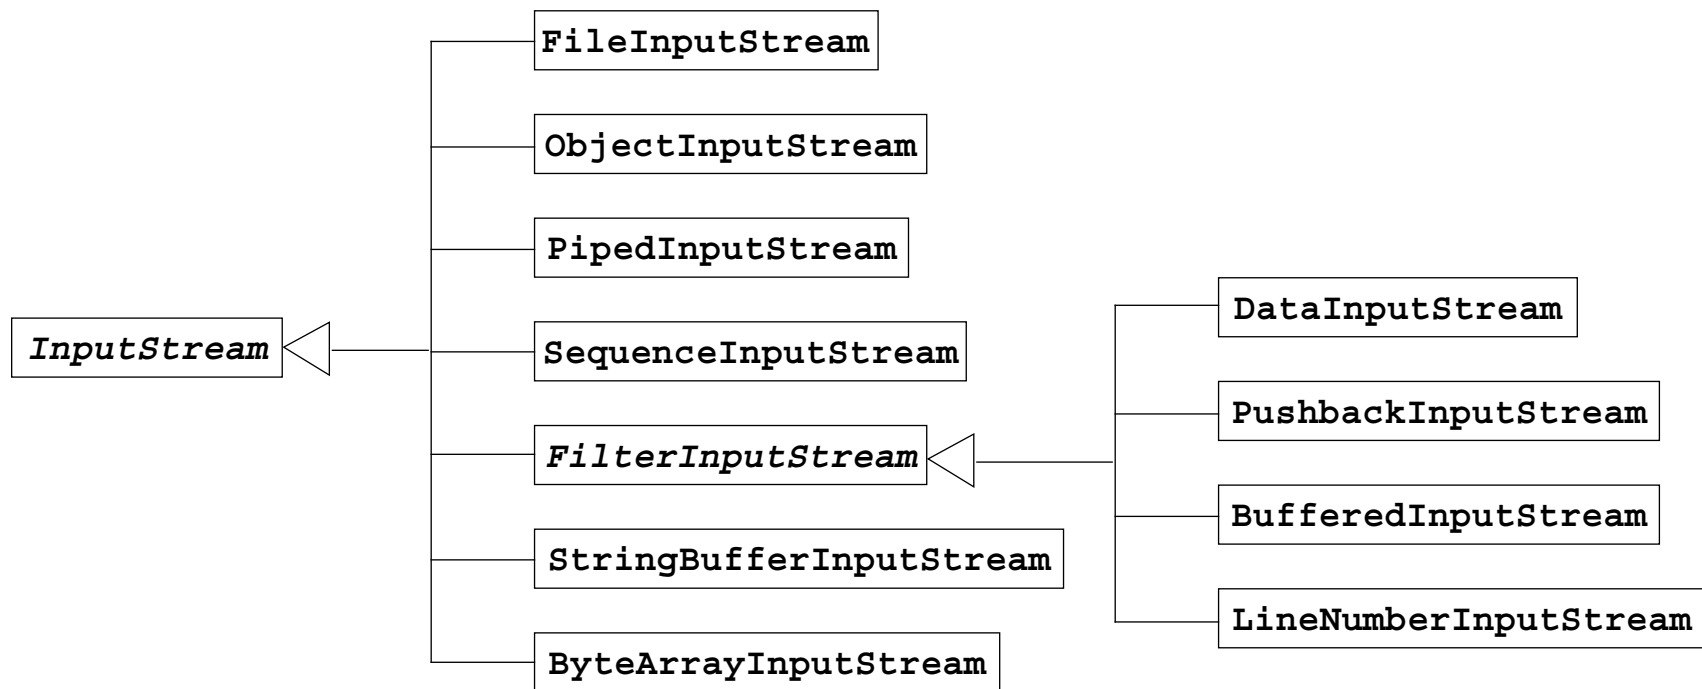 InputStream
FileInputStream
ObjectInputStream
PipedInputStream
SequenceInputStream
FilterInputStream
StringBufferInputStream
ByteArrayInputStream
DataInputStream
PushbackInputStream
BufferedInputStream
LineNumberInputStream